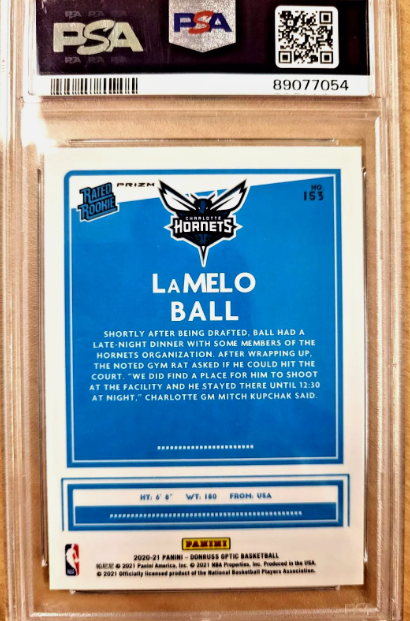 PSA
PSA
89077054
RATED
ROOKIE
PRIZM
CHARLOTTE
HORNETS
NO.
153
LAMELO
BALL
SHORTLY AFTER BEING DRAFTED, BALL HAD A
LATE-NIGHT DINNER WITH SOME MEMBERS OF THE
HORNETS ORGANIZATION. AFTER WRAPPING UP,
THE NOTED GYM RAT ASKED IF HE COULD HIT THE
COURT. “WE DID FIND A PLACE FOR HIM TO SHOOT
AT THE FACILITY AND HE STAYED THERE UNTIL 12:30
AT NIGHT,” CHARLOTTE GM MITCH KUPCHAK SAID.
HT: 6' 8" WT: 180 FROM: USA
PANINI
2020-21 PANINI - DONRUSS OPTIC BASKETBALL
帕尼尼 © 2021 Panini America, Inc. © 2021 NBA Properties, Inc. Produced in the USA.
© 2021 Officially licensed product of the National Basketball Players Association.